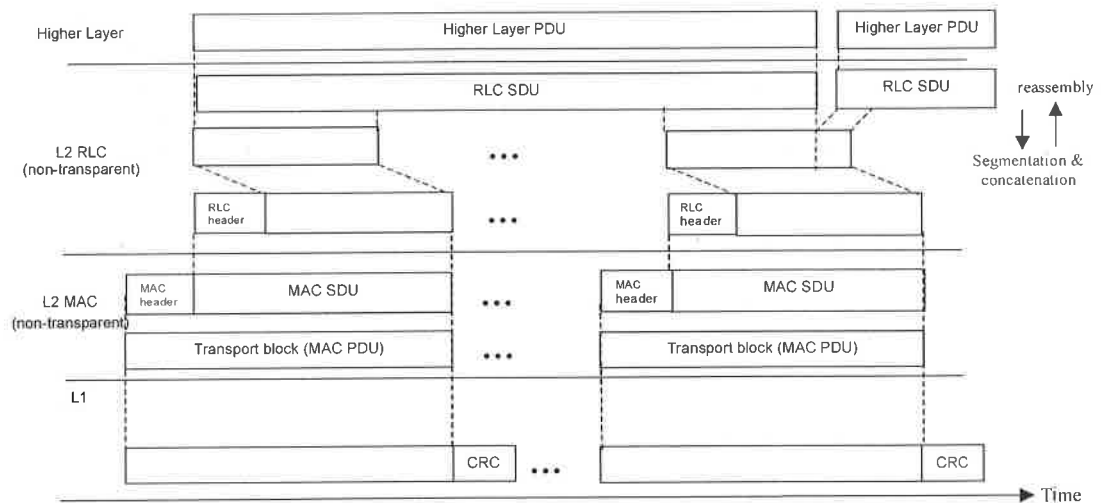 Higher Layer
Higher Layer PDU
Higher Layer PDU
RLC SDU
RLC SDU
reassembly
L2 RLC
(non-transparent)
•••
Segmentation &
concatenation
RLC
header
•••
RLC
header
L2 MAC
(non-transparent)
MAC
header
MAC SDU
•••
MAC
header
MAC SDU
Transport block (MAC PDU)
•••
Transport block (MAC PDU)
L1
CRC
•••
CRC
Time